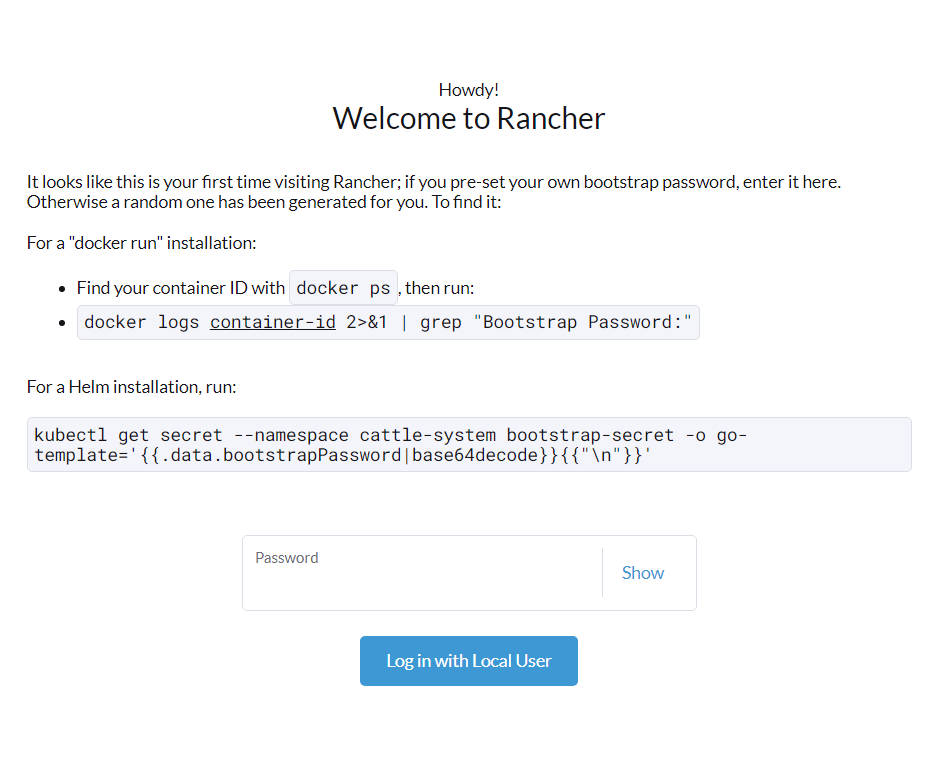 Howdy!
Welcome to Rancher
It looks like this is your first time visiting Rancher; if you pre-set your own bootstrap password, enter it here.
Otherwise a random one has been generated for you. To find it:
For a "docker run" installation:
• Find your container ID with docker ps, then run:
• docker logs container-id 2>&1 | grep "Bootstrap Password:"
For a Helm installation, run:
kubectl get secret --namespace cattle-system bootstrap-secret -o go-
template='{{.data.bootstrapPassword|base64decode}}{{"\n"}}'
Password
Show
Log in with Local User